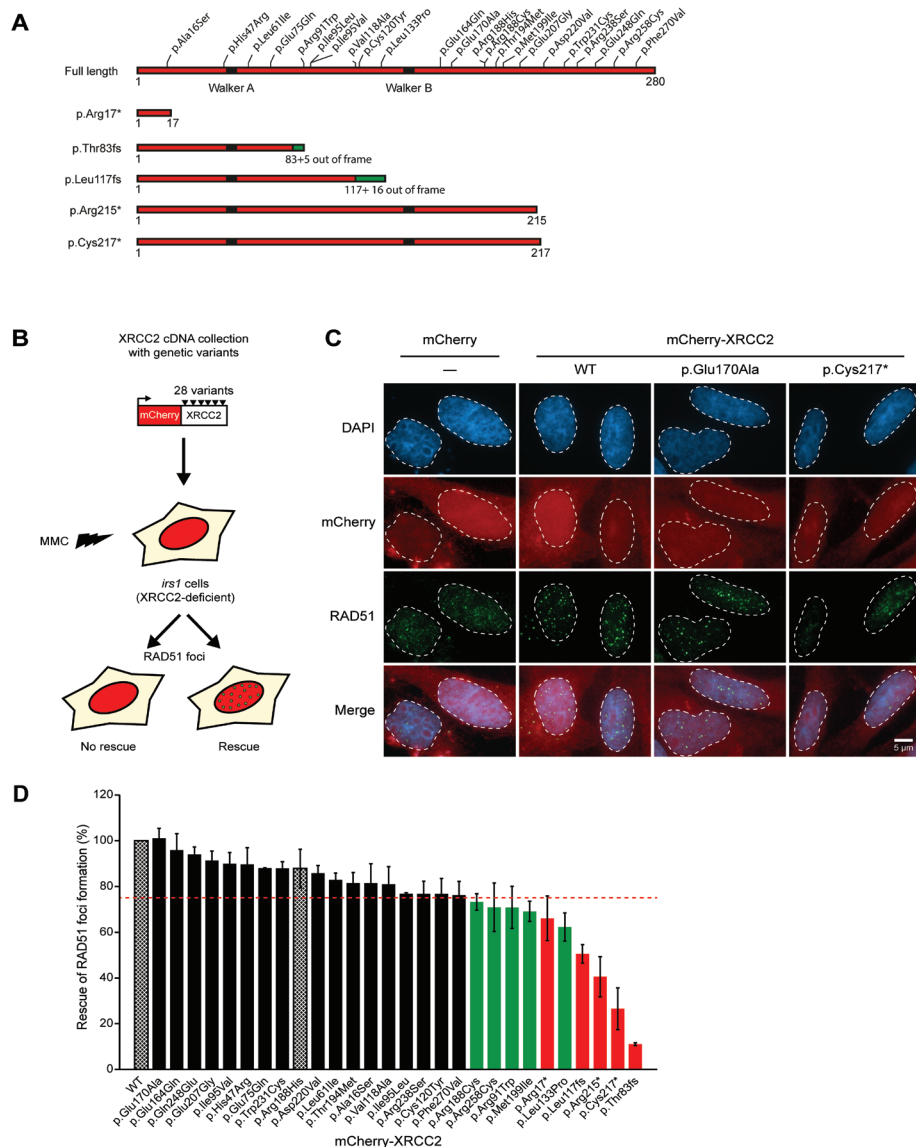 A
p.Ala16Ser
p.His47Arg
p.Leu61Ile
p.Glu75Gln
p.Arg91Trp
p.Ile95Leu
p.Ile95Val
p.Val118Ala
p.Cys120Tyr
p.Leu133Pro
p.Glu164Gln
p.Glu170Ala
p.Arg188His
p.Arg188Cys
p.Thr194Met
p.Met199Ile
p.Glu207Gly
p.Asp220Val
p.Trp231Cys
p.Arg238Ser
p.Glu248Gln
p.Arg258Cys
p.Phe270Val
Full length
1 Walker A Walker B 280
p.Arg17*
1 17
p.Thr83fs
1 83+5 out of frame
p.Leu117fs
1 117+ 16 out of frame
p.Arg215*
1 215
p.Cys217*
1 217
B
XRCC2 cDNA collection
with genetic variants
28 variants
mCherry XRCC2
MMC
irs1 cells
(XRCC2-deficient)
RAD51 foci
No rescue Rescue
C
mCherry mCherry-XRCC2
— WT p.Glu170Ala p.Cys217*
DAPI
mCherry
RAD51
Merge
5 µm
D
Rescue of RAD51 foci formation (%)
120
100
80
60
40
20
0
WT
p.Glu170Ala
p.Glu164Gln
p.Gln248Glu
p.Glu207Gly
p.Ile95Val
p.His47Arg
p.Glu75Gln
p.Trp231Cys
p.Arg188His
p.Asp220Val
p.Leu61Ile
p.Thr194Met
p.Ala16Ser
p.Val118Ala
p.Ile95Leu
p.Arg238Ser
p.Cys120Tyr
p.Phe270Val
p.Arg188Cys
p.Arg258Cys
p.Arg91Trp
p.Met199Ile
p.Arg17*
p.Leu133Pro
p.Leu117fs
p.Arg215*
p.Cys217*
p.Thr83fs
mCherry-XRCC2